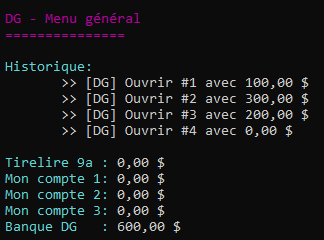 DG - Menu général
===============
Historique:
>> [DG] Ouvrir #1 avec 100,00 $
>> [DG] Ouvrir #2 avec 300,00 $
>> [DG] Ouvrir #3 avec 200,00 $
>> [DG] Ouvrir #4 avec 0,00 $
Tirelire 9a : 0,00 $
Mon compte 1: 0,00 $
Mon compte 2: 0,00 $
Mon compte 3: 0,00 $
Banque DG   : 600,00 $